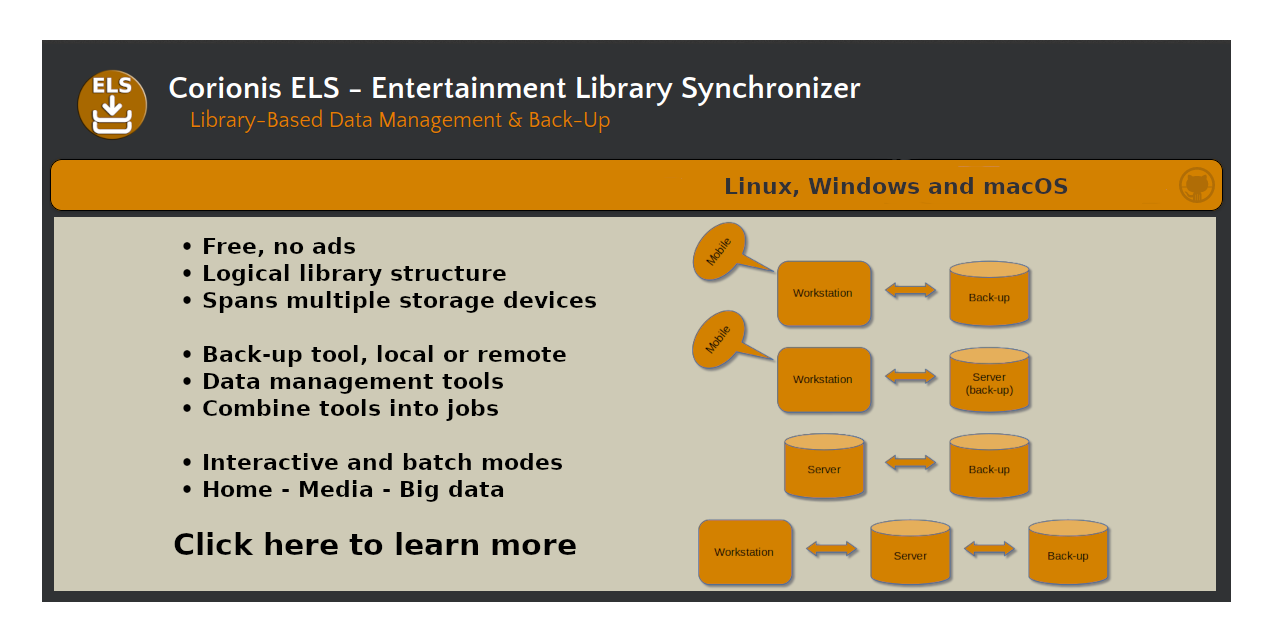 ELS
Corionis ELS – Entertainment Library Synchronizer
Library-Based Data Management & Back-Up
Linux, Windows and macOS
• Free, no ads
• Logical library structure
• Spans multiple storage devices
• Back-up tool, local or remote
• Data management tools
• Combine tools into jobs
• Interactive and batch modes
• Home - Media - Big data
Click here to learn more
Mobile
Workstation
Back-up
Mobile
Workstation
Server
(back-up)
Server
Back-up
Workstation
Server
Back-up